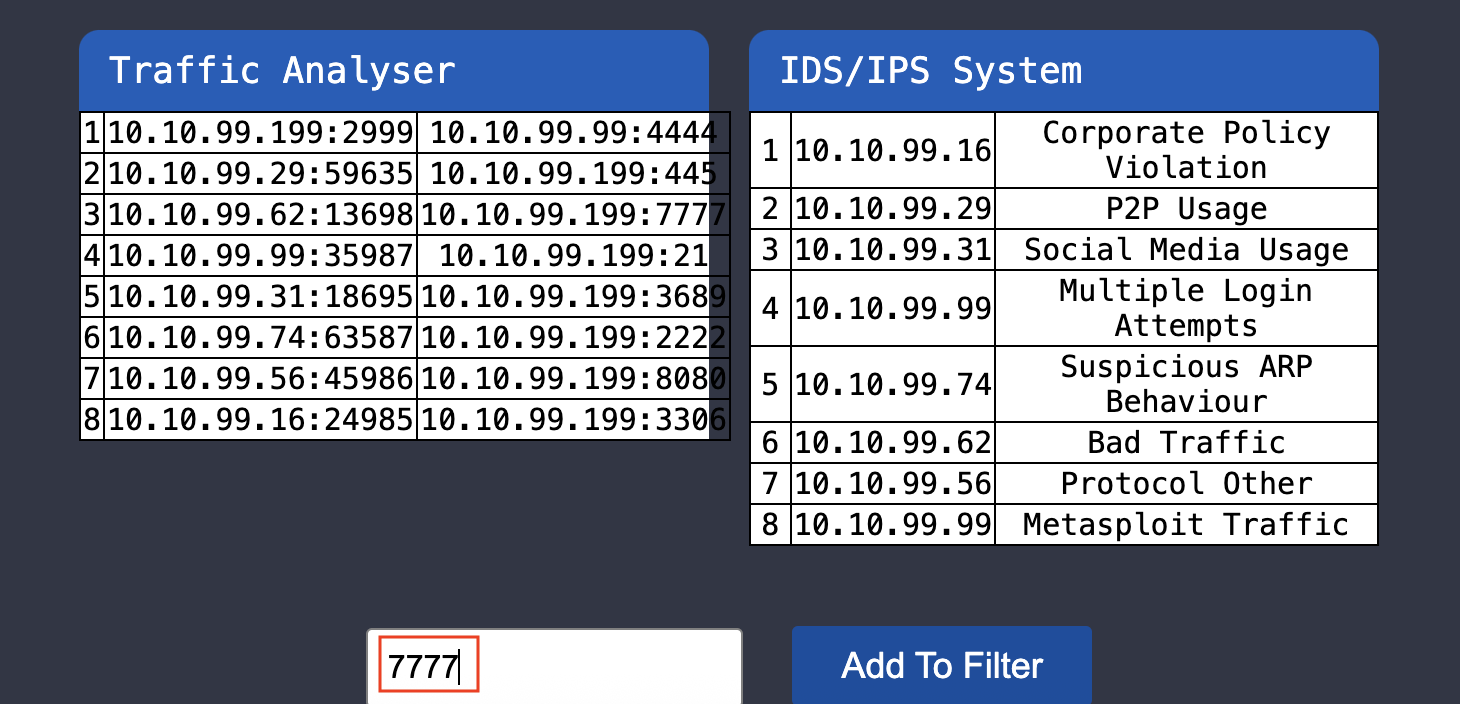 Traffic Analyser
1 10.10.99.199:2999 10.10.99.99:4444
2 10.10.99.29:59635 10.10.99.199:445
3 10.10.99.62:13698 10.10.99.199:7777
4 10.10.99.99:35987 10.10.99.199:21
5 10.10.99.31:18695 10.10.99.199:3689
6 10.10.99.74:63587 10.10.99.199:2222
7 10.10.99.56:45986 10.10.99.199:8080
8 10.10.99.16:24985 10.10.99.199:3306
IDS/IPS System
1 10.10.99.16 Corporate Policy
Violation
2 10.10.99.29 P2P Usage
3 10.10.99.31 Social Media Usage
4 10.10.99.99 Multiple Login
Attempts
5 10.10.99.74 Suspicious ARP
Behaviour
6 10.10.99.62 Bad Traffic
7 10.10.99.56 Protocol Other
8 10.10.99.99 Metasploit Traffic
7777
Add To Filter